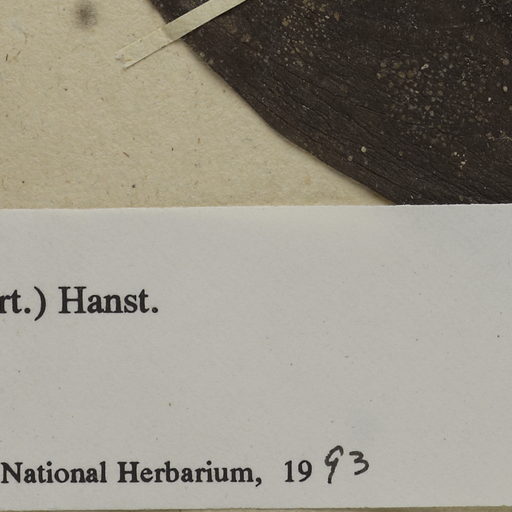 rt.) Hanst.
National Herbarium, 1993